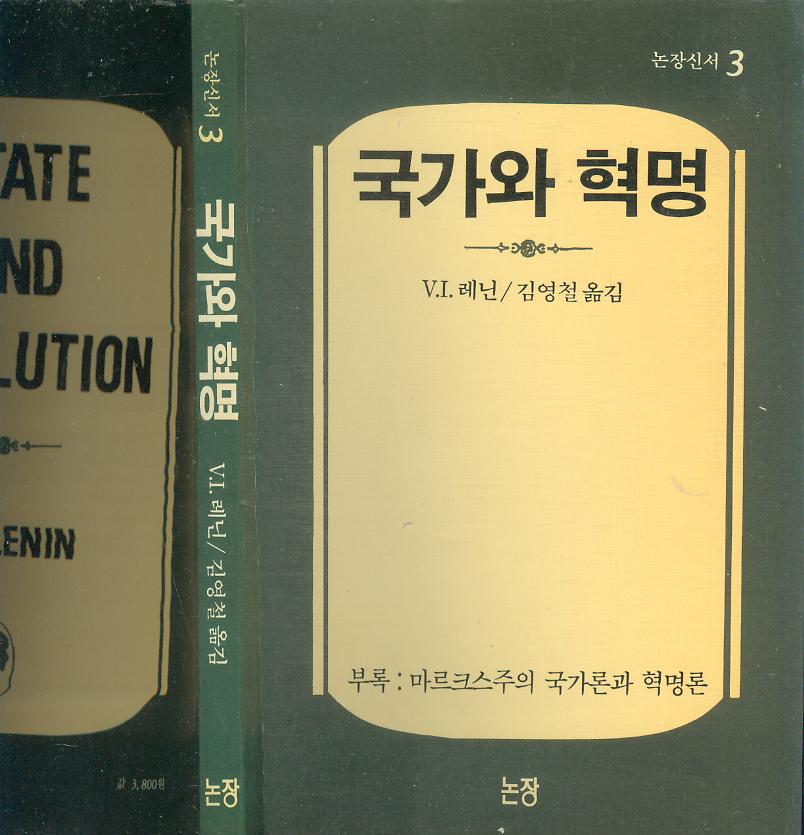 TATE
ND
LUTION
LENIN
값 3,800원
논장신서 3
국가와 혁명
V.I. 레닌/김영철 옮김
논장
논장신서 3
국가와 혁명
V.I. 레닌/김영철 옮김
부록:마르크스주의 국가론과 혁명론
논장